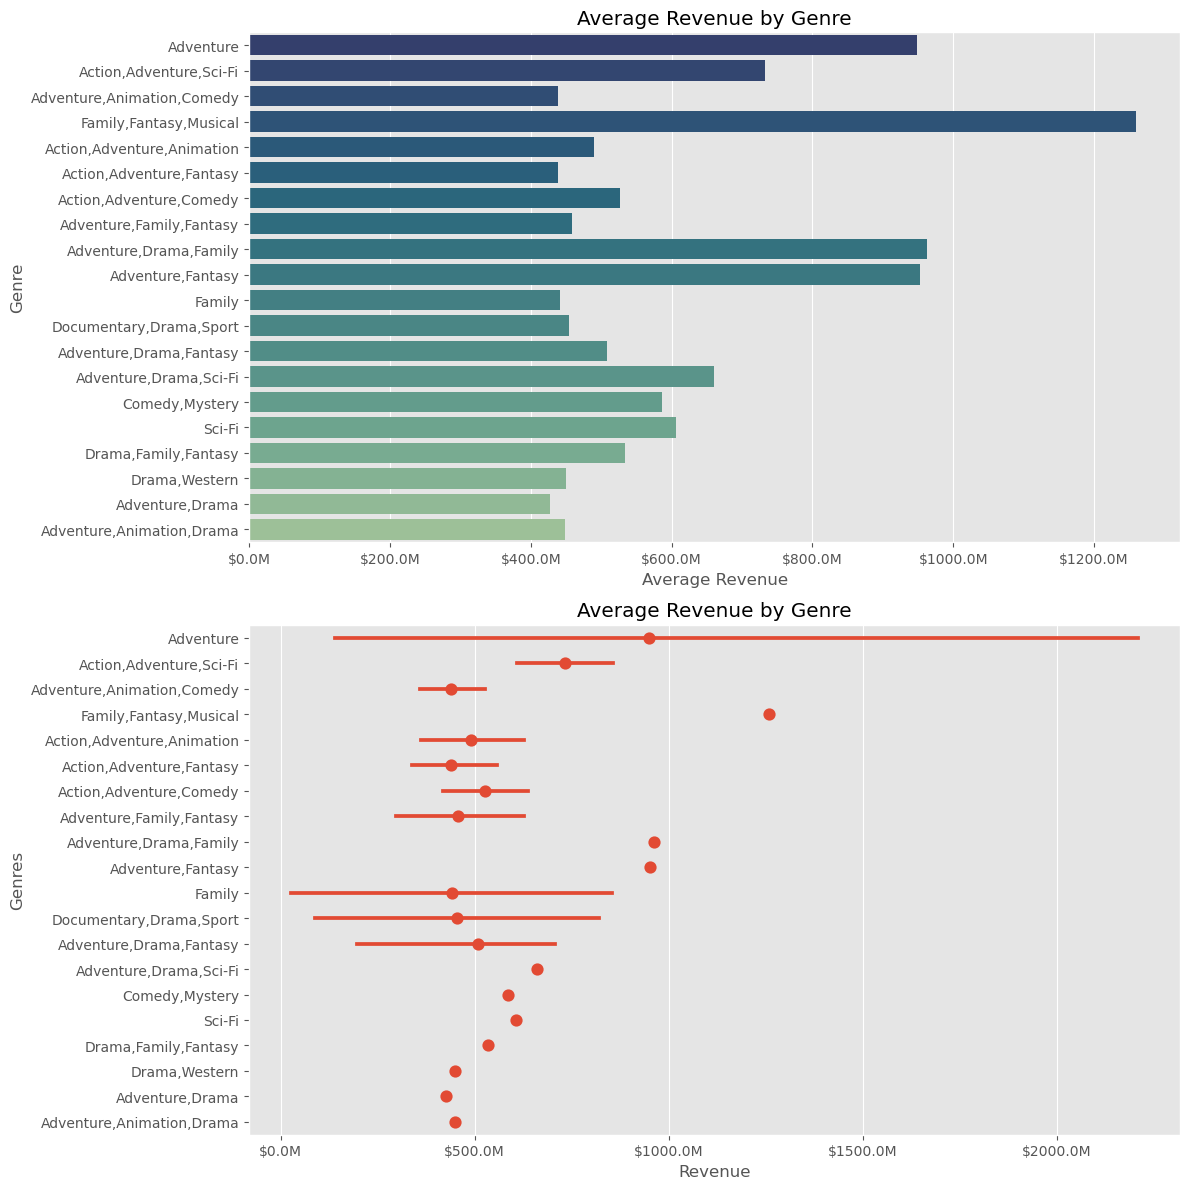 Average Revenue by Genre
Adventure
Action,Adventure,Sci-Fi
Adventure,Animation,Comedy
Family,Fantasy,Musical
Action,Adventure,Animation
Action,Adventure,Fantasy
Action,Adventure,Comedy
Adventure,Family,Fantasy
Adventure,Drama,Family
Adventure,Fantasy
Family
Documentary,Drama,Sport
Adventure,Drama,Fantasy
Adventure,Drama,Sci-Fi
Comedy,Mystery
Sci-Fi
Drama,Family,Fantasy
Drama,Western
Adventure,Drama
Adventure,Animation,Drama
Genre
$0.0M $200.0M $400.0M $600.0M $800.0M $1000.0M $1200.0M
Average Revenue
Average Revenue by Genre
Adventure
Action,Adventure,Sci-Fi
Adventure,Animation,Comedy
Family,Fantasy,Musical
Action,Adventure,Animation
Action,Adventure,Fantasy
Action,Adventure,Comedy
Adventure,Family,Fantasy
Adventure,Drama,Family
Adventure,Fantasy
Family
Documentary,Drama,Sport
Adventure,Drama,Fantasy
Adventure,Drama,Sci-Fi
Comedy,Mystery
Sci-Fi
Drama,Family,Fantasy
Drama,Western
Adventure,Drama
Adventure,Animation,Drama
Genres
$0.0M $500.0M $1000.0M $1500.0M $2000.0M
Revenue